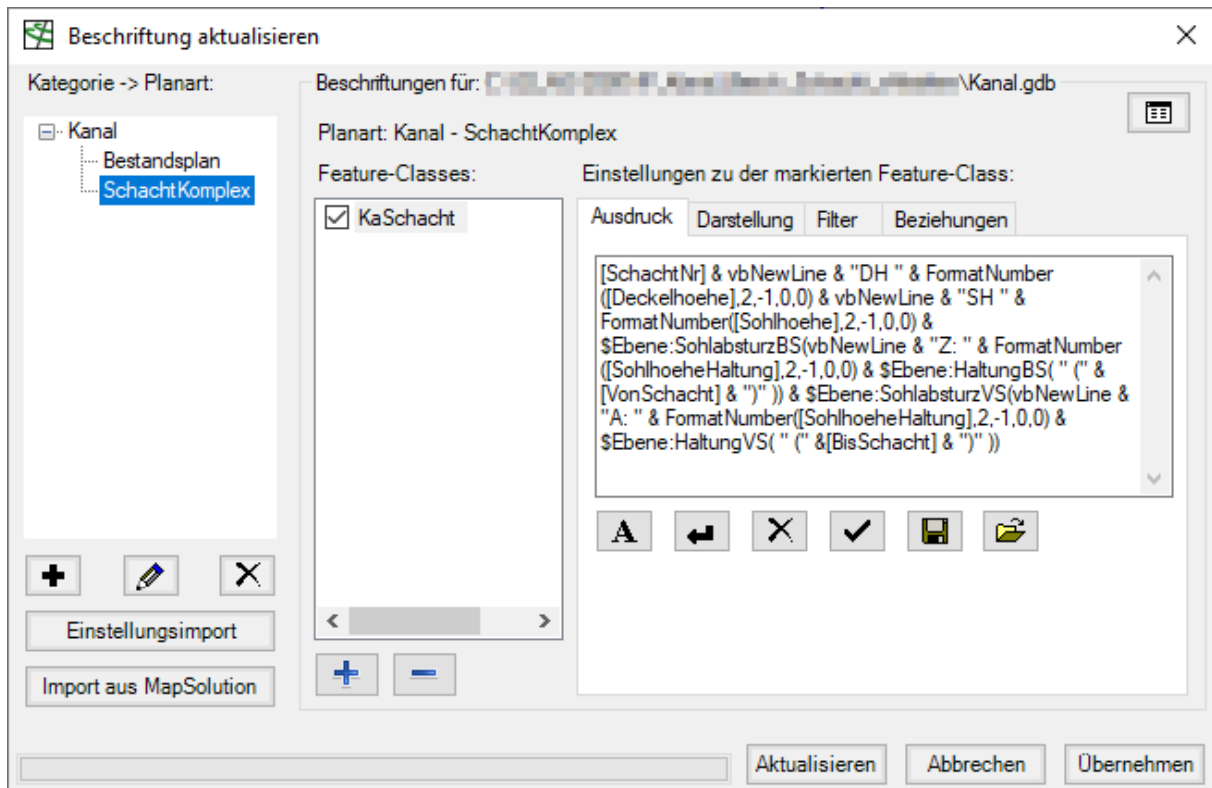 Beschriftung aktualisieren
Kategorie -> Planart:
Kanal
Bestandsplan
SchachtKomplex
Einstellungsimport
Import aus MapSolution
Beschriftungen für: \Kanal.gdb
Planart: Kanal - SchachtKomplex
Feature-Classes:
KaSchacht
Einstellungen zu der markierten Feature-Class:
Ausdruck Darstellung Filter Beziehungen
[SchachtNr] & vbNewLine & "DH " & FormatNumber
([Deckelhoehe],2,-1,0,0) & vbNewLine & "SH " &
FormatNumber([Sohlhoehe],2,-1,0,0) &
$Ebene:SohlabsturzBS(vbNewLine & "Z: " & FormatNumber
([SohlhoeheHaltung],2,-1,0,0) & $Ebene:HaltungBS( " (" &
[VonSchacht] & ")" )) & $Ebene:SohlabsturzVS(vbNewLine &
"A: " & FormatNumber([SohlhoeheHaltung],2,-1,0,0) &
$Ebene:HaltungVS( " (" &[BisSchacht] & ")" ))
A
Aktualisieren Abbrechen Übernehmen